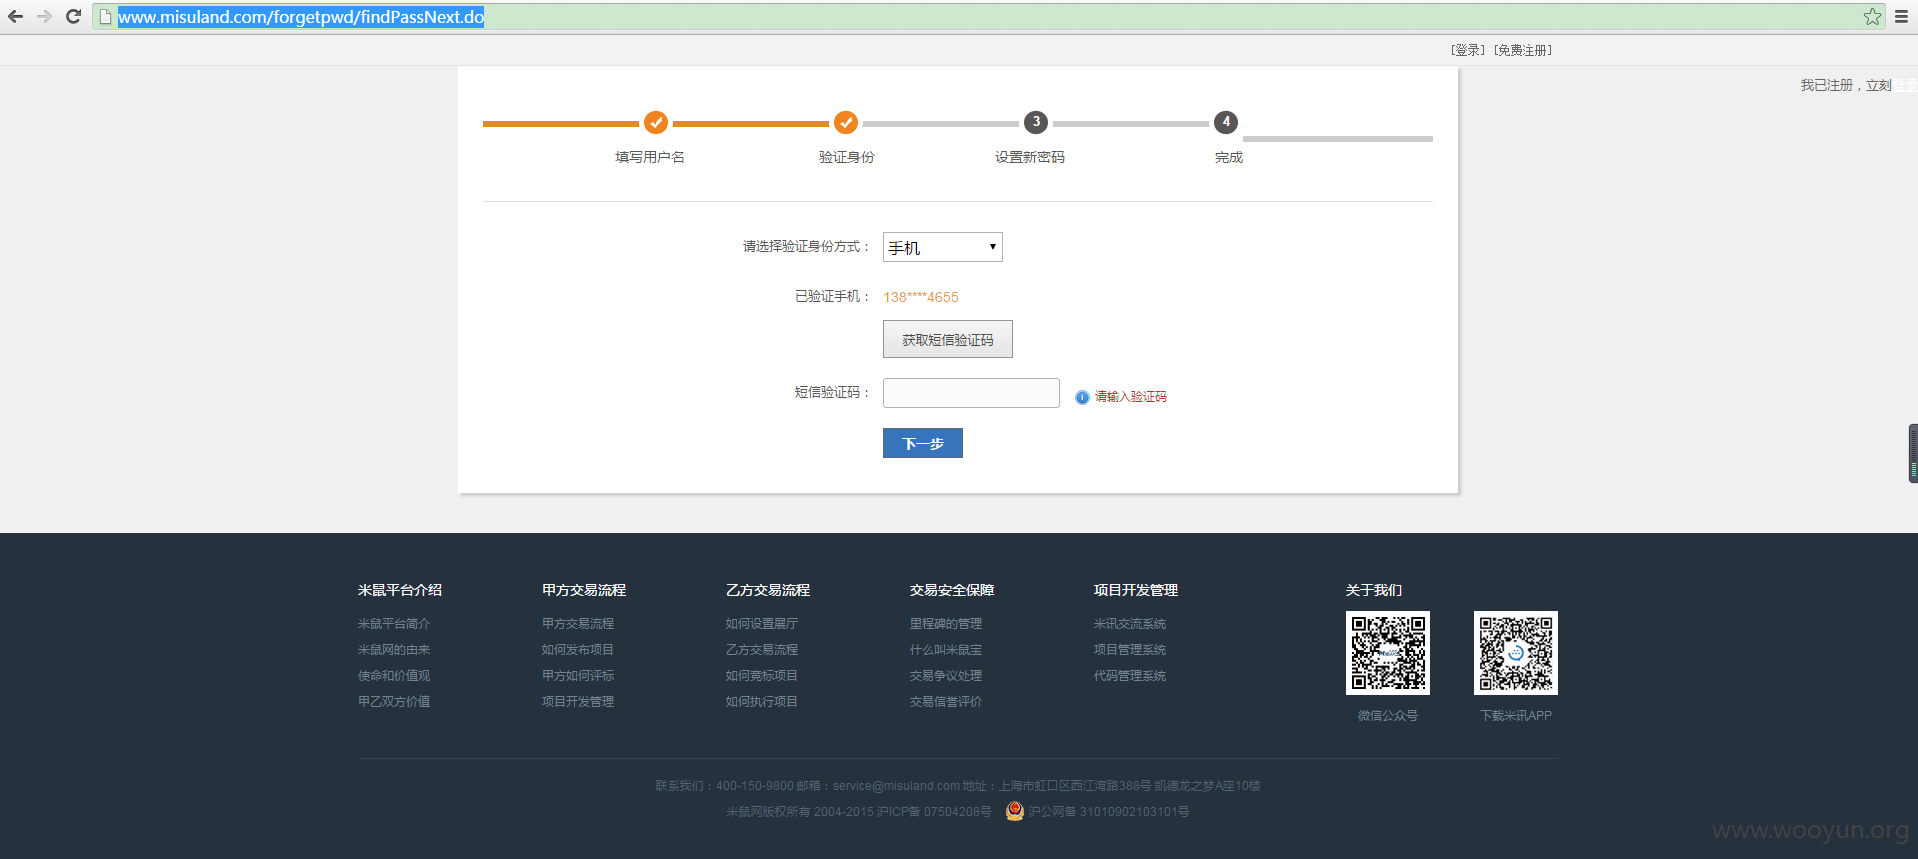 www.misuland.com/forgetpwd/findPassNext.do
[登录] [免费注册]
我已注册，立刻登录
3
4
填写用户名
验证身份
设置新密码
完成
请选择验证身份方式：
手机
已验证手机：
138****4655
获取短信验证码
短信验证码：
请输入验证码
下一步
米鼠平台介绍
米鼠平台简介
米鼠网的由来
使命和价值观
甲乙双方价值
甲方交易流程
甲方交易流程
如何发布项目
甲方如何评标
项目开发管理
乙方交易流程
如何设置展厅
乙方交易流程
如何竞标项目
如何执行项目
交易安全保障
里程碑的管理
什么叫米鼠宝
交易争议处理
交易信誉评价
项目开发管理
米讯交流系统
项目管理系统
代码管理系统
关于我们
微信公众号
下载米讯APP
联系我们：400-150-9800 邮箱：service@misuland.com 地址：上海市虹口区西江湾路388号 凯德龙之梦A座10楼
米鼠网版权所有 2004-2015 沪ICP备 07504208号 沪公网备 31010902103101号
www.wooyun.org